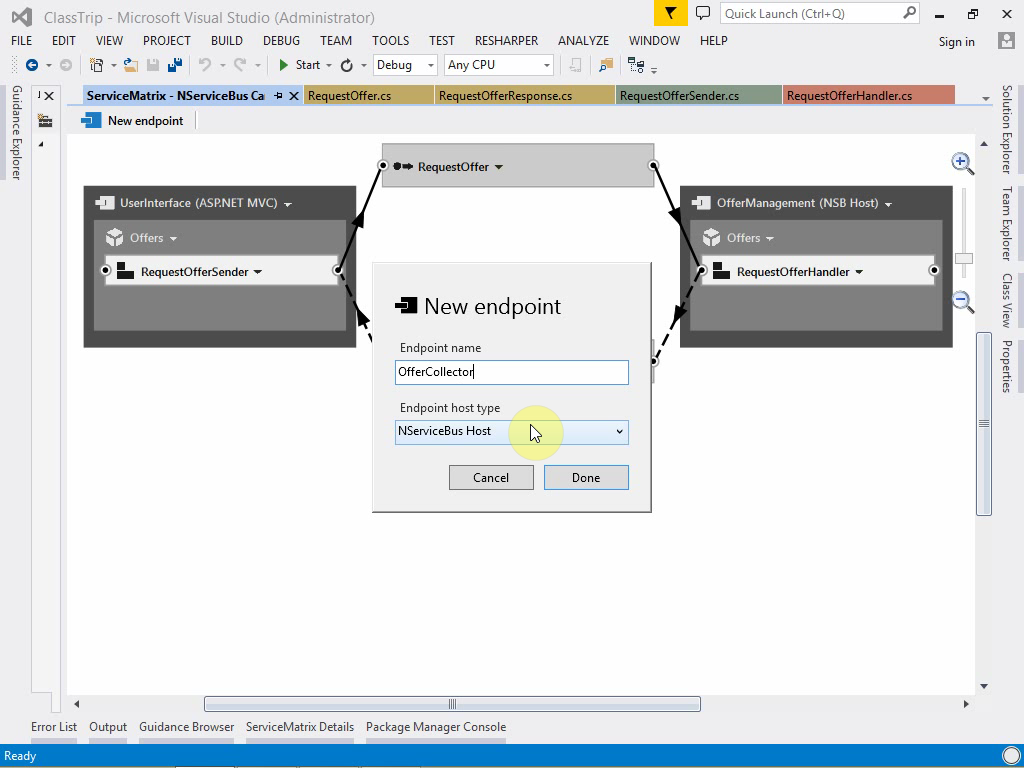 ClassTrip - Microsoft Visual Studio (Administrator)
Quick Launch (Ctrl+Q)
FILE EDIT VIEW PROJECT BUILD DEBUG TEAM TOOLS TEST RESHARPER ANALYZE WINDOW HELP
Sign in
Start Debug Any CPU
Guidance Explorer
ServiceMatrix - NServiceBus Ca RequestOffer.cs RequestOfferResponse.cs RequestOfferSender.cs RequestOfferHandler.cs
New endpoint
RequestOffer
UserInterface (ASP.NET MVC)
Offers
RequestOfferSender
OfferManagement (NSB Host)
Offers
RequestOfferHandler
New endpoint
Endpoint name
OfferCollector
Endpoint host type
NServiceBus Host
Cancel Done
Solution Explorer
Team Explorer
Class View
Properties
Error List Output Guidance Browser ServiceMatrix Details Package Manager Console
Ready